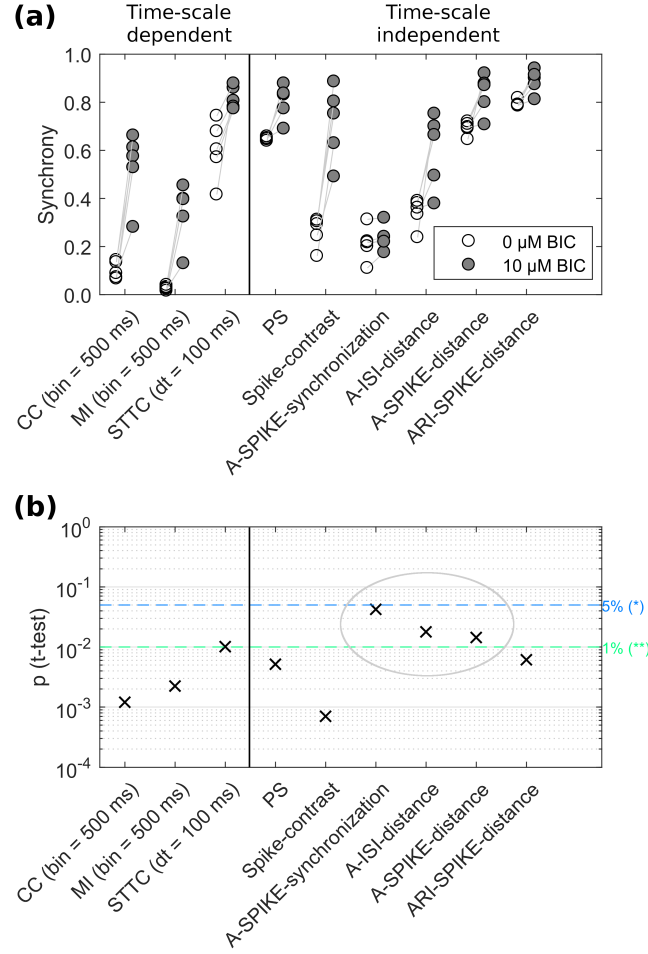 (a)
Time-scale
dependent
Time-scale
independent
Synchrony
1.0
0.8
0.6
0.4
0.2
0.0
0 µM BIC
10 µM BIC
CC (bin = 500 ms)
MI (bin = 500 ms)
STTC (dt = 100 ms)
PS
Spike-contrast
A-SPIKE-synchronization
A-ISI-distance
A-SPIKE-distance
ARI-SPIKE-distance
(b)
p (t-test)
10^0
10^-1
10^-2
10^-3
10^-4
5% (*)
1% (**)
CC (bin = 500 ms)
MI (bin = 500 ms)
STTC (dt = 100 ms)
PS
Spike-contrast
A-SPIKE-synchronization
A-ISI-distance
A-SPIKE-distance
ARI-SPIKE-distance